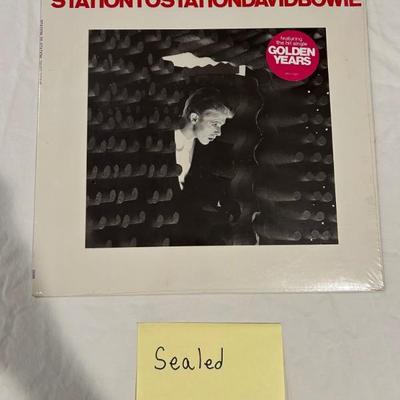 STATIONTOSTATIONDAVIDBOWIE
featuring
the hit single
GOLDEN
YEARS
Sealed